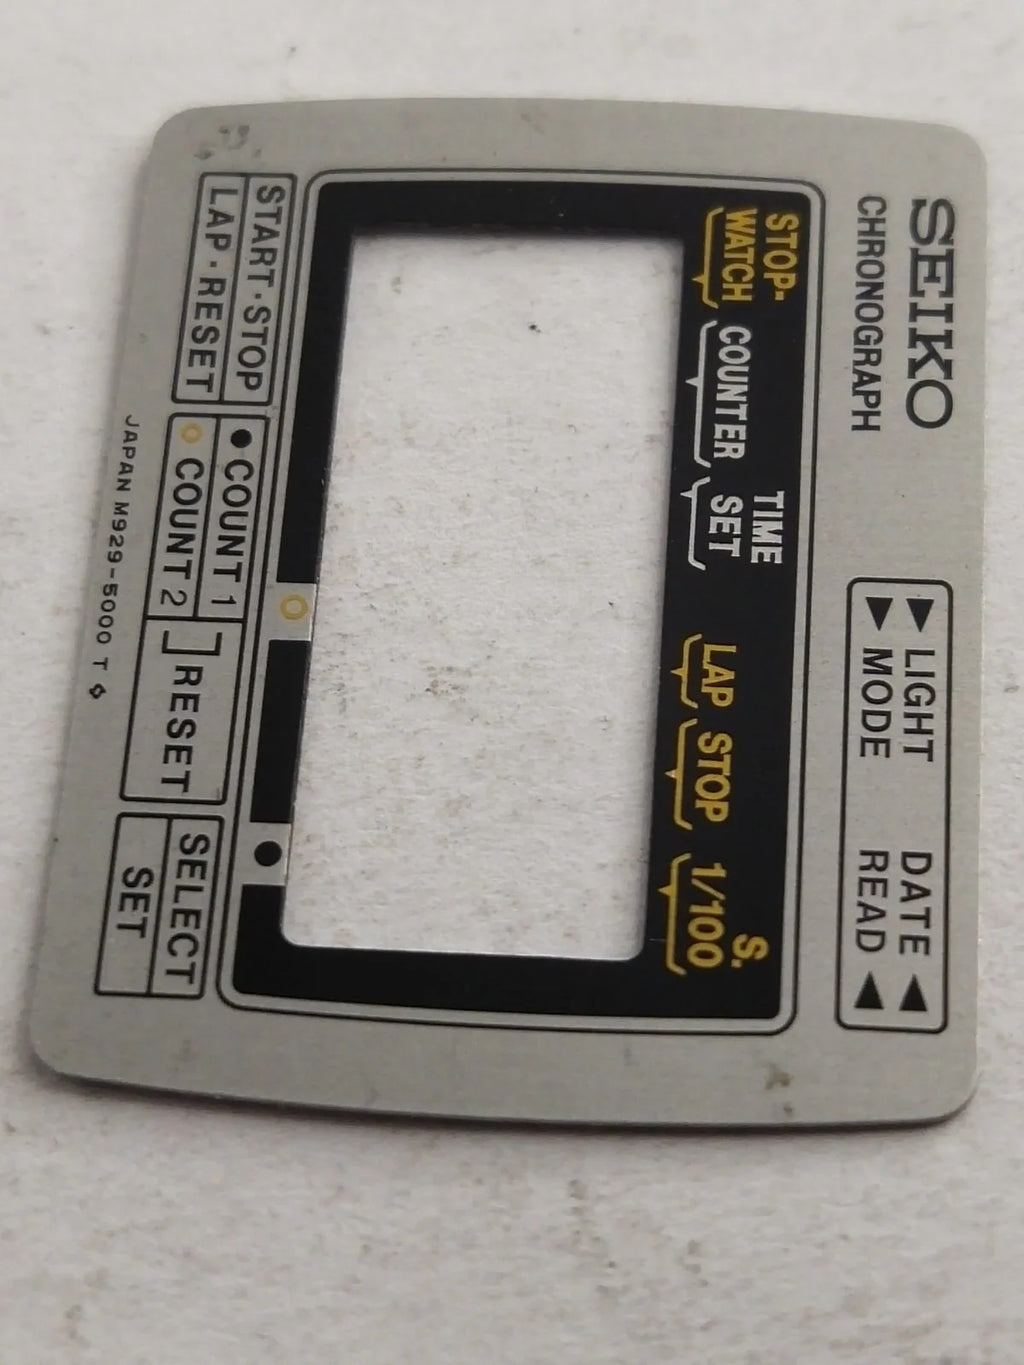 SEIKO
CHRONOGRAPH
▶ LIGHT
▶ MODE
DATE ◀
READ ◀
STOP-
WATCH
COUNTER
TIME
SET
LAP
STOP
S.
1/100
START·STOP
LAP·RESET
● COUNT 1
○ COUNT 2
] RESET
SELECT
SET
JAPAN M929-5000 T